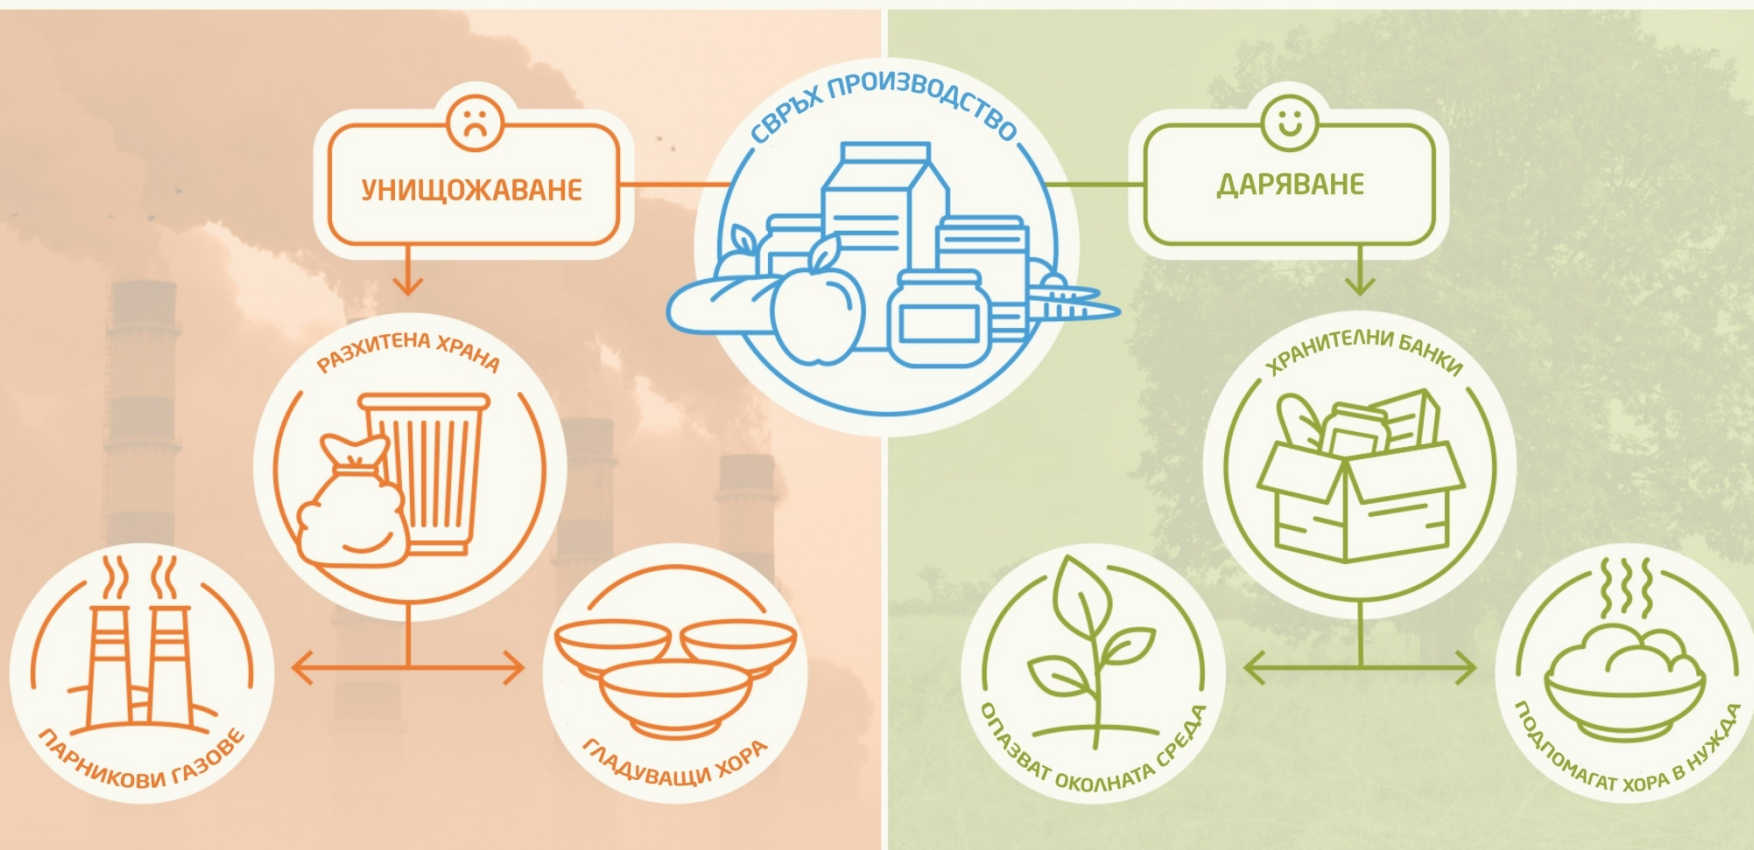 СВРЪХ ПРОИЗВОДСТВО
УНИЩОЖАВАНЕ
ДАРЯВАНЕ
РАЗХИТЕНА ХРАНА
ХРАНИТЕЛНИ БАНКИ
ПАРНИКОВИ ГАЗОВЕ
ГЛАДУВАЩИ ХОРА
ОПАЗВАТ ОКОЛНАТА СРЕДА
ПОДПОМАГАТ ХОРА В НУЖДА